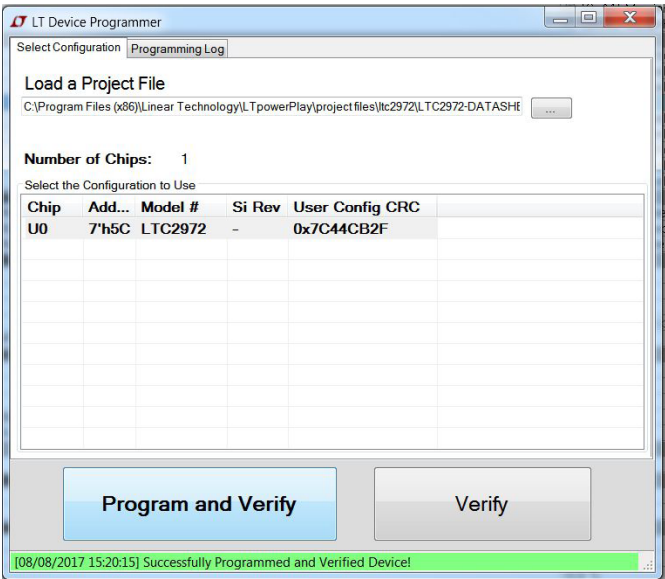 LT Device Programmer
Select Configuration Programming Log
Load a Project File
C:\Program Files (x86)\Linear Technology\LTpowerPlay\project files\ltc2972\LTC2972-DATASHE
...
Number of Chips: 1
Select the Configuration to Use
Chip Add... Model # Si Rev User Config CRC
U0 7'h5C LTC2972 - 0x7C44CB2F
Program and Verify Verify
[08/08/2017 15:20:15] Successfully Programmed and Verified Device!